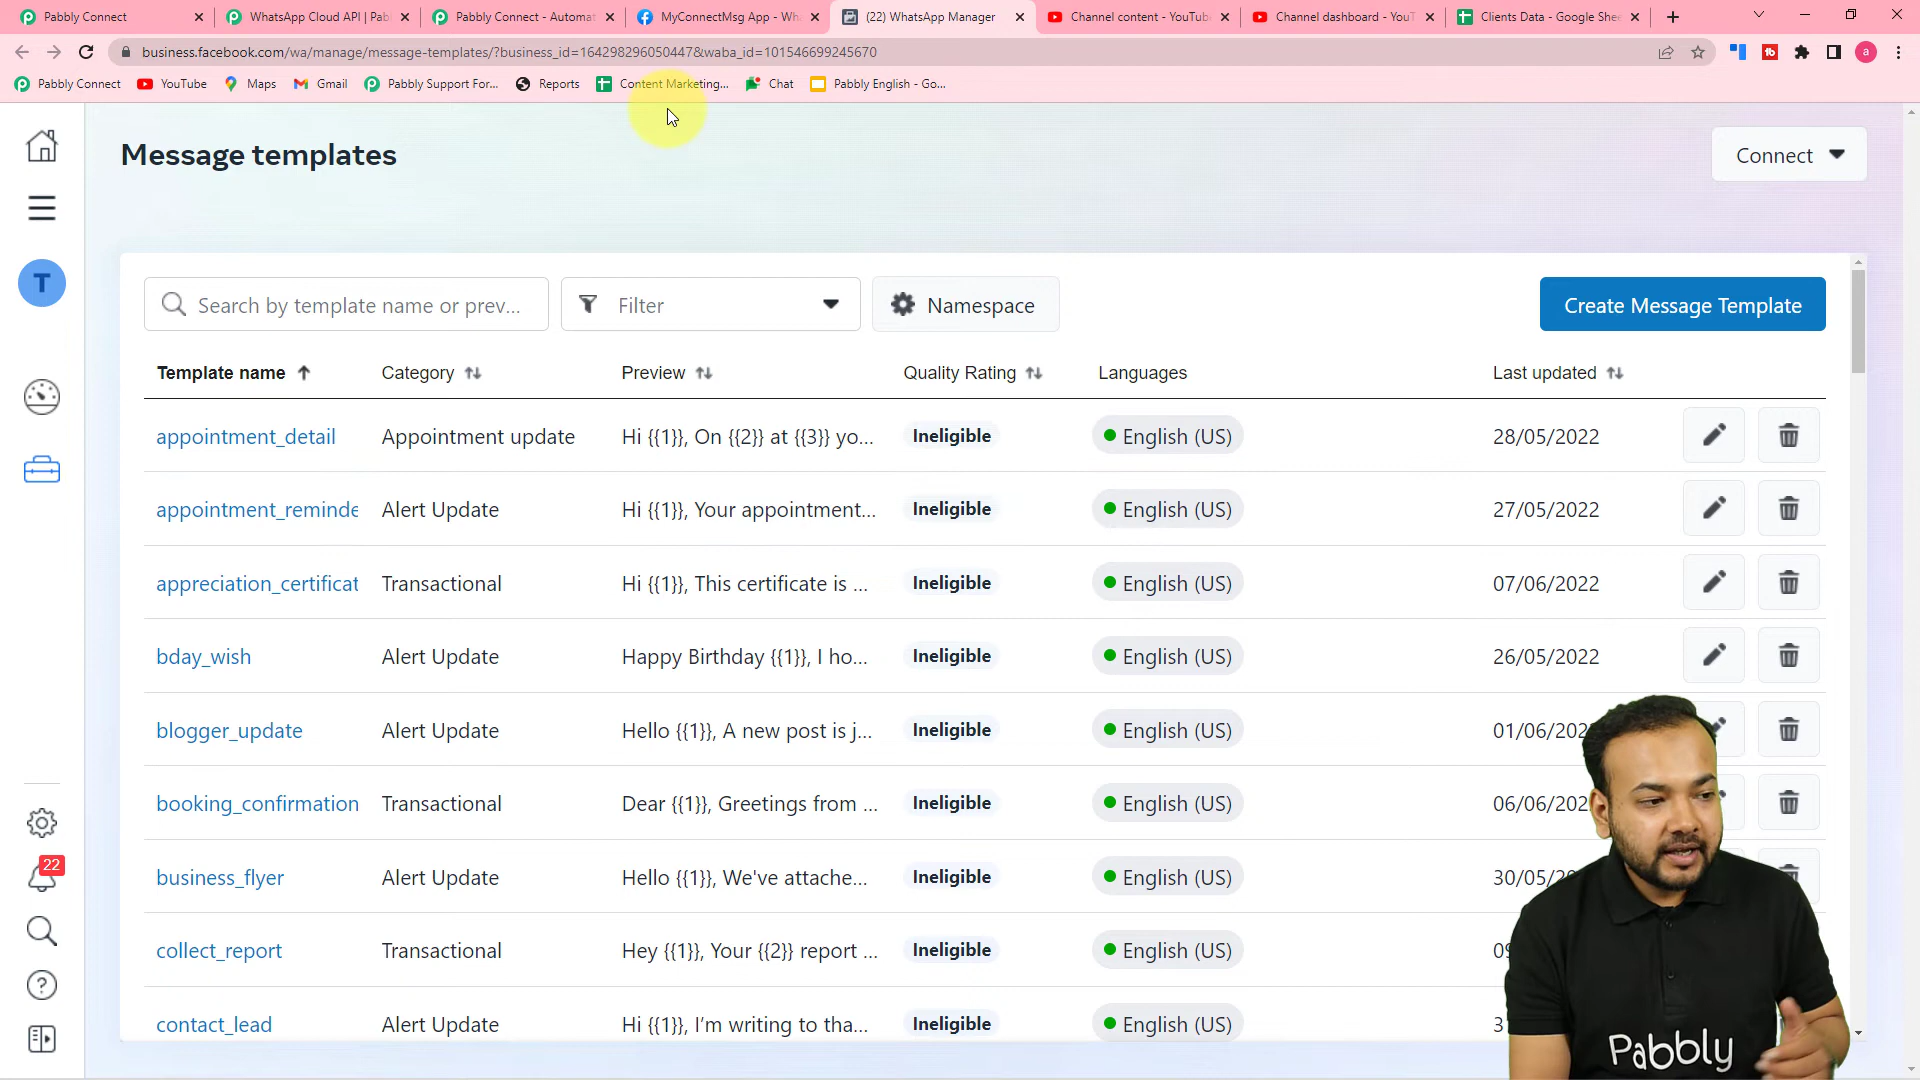 Pabbly Connect
WhatsApp Cloud API | Pab
Pabbly Connect - Automat
MyConnectMsg App - Wha
(22) WhatsApp Manager
Channel content - YouTube
Channel dashboard - YouT
Clients Data - Google Shee
business.facebook.com/wa/manage/message-templates/?business_id=164298296050447&waba_id=101546699245670
Pabbly Connect
YouTube
Maps
Gmail
Pabbly Support For...
Reports
Content Marketing...
Chat
Pabbly English - Go...
Message templates
Connect
T
Search by template name or prev...
Filter
Namespace
Create Message Template
Template name Category Preview Quality Rating Languages Last updated
appointment_detail Appointment update Hi {{1}}, On {{2}} at {{3}} yo... Ineligible English (US) 28/05/2022
appointment_reminde Alert Update Hi {{1}}, Your appointment... Ineligible English (US) 27/05/2022
appreciation_certificat Transactional Hi {{1}}, This certificate is ... Ineligible English (US) 07/06/2022
bday_wish Alert Update Happy Birthday {{1}}, I ho... Ineligible English (US) 26/05/2022
blogger_update Alert Update Hello {{1}}, A new post is j... Ineligible English (US) 01/06/202
booking_confirmation Transactional Dear {{1}}, Greetings from ... Ineligible English (US) 06/06/202
business_flyer Alert Update Hello {{1}}, We've attache... Ineligible English (US) 30/05/
collect_report Transactional Hey {{1}}, Your {{2}} report ... Ineligible English (US)
contact_lead Alert Update Hi {{1}}, I'm writing to tha... Ineligible English (US) 3
22
Pabbly